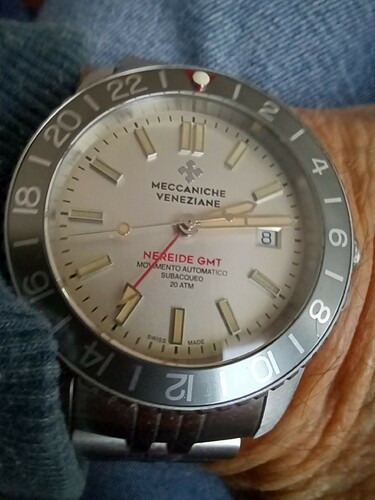 2
4
6
8
10
12
14
16
18
20
22
MECCANICHE
VENEZIANE
8
NEREIDE GMT
MOVIMENTO AUTOMATICO
SUBACQUEO
20 ATM
SWISS MADE